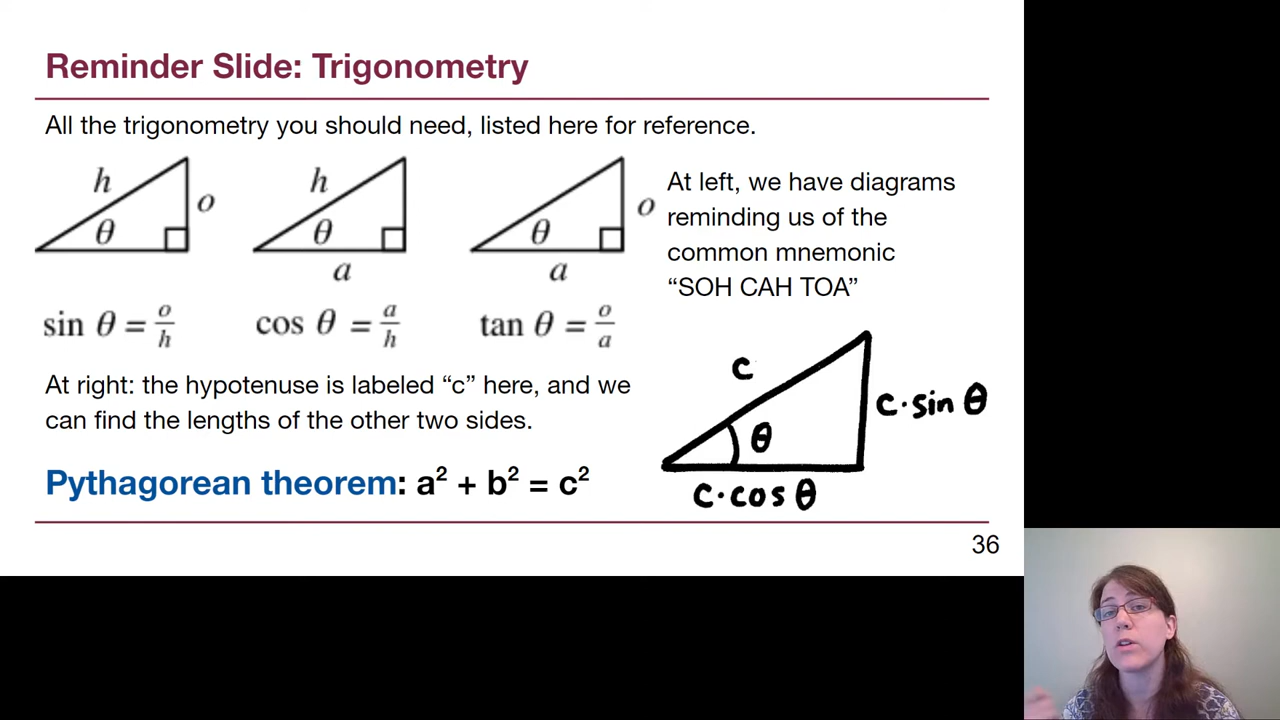 Reminder Slide: Trigonometry
All the trigonometry you should need, listed here for reference.
h
o
θ
h
θ
a
o
θ
a
sin θ = o/h
cos θ = a/h
tan θ = o/a
At left, we have diagrams
reminding us of the
common mnemonic
“SOH CAH TOA”
At right: the hypotenuse is labeled “c” here, and we
can find the lengths of the other two sides.
Pythagorean theorem: a² + b² = c²
c
θ
c·sin θ
c·cos θ
36